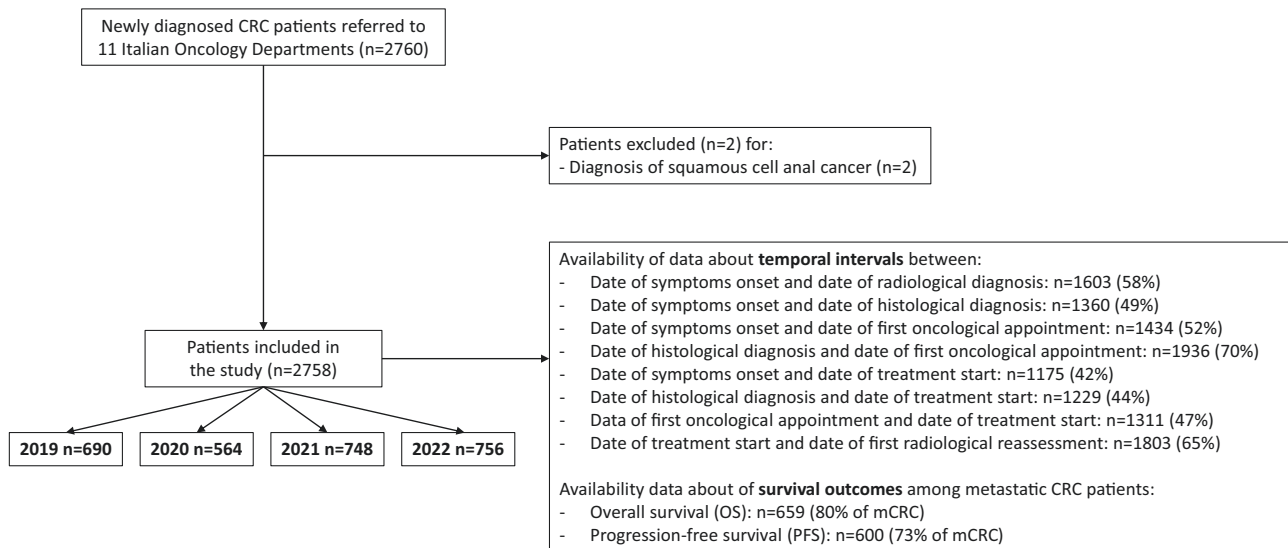 Newly diagnosed CRC patients referred to
11 Italian Oncology Departments (n=2760)
Patients excluded (n=2) for:
- Diagnosis of squamous cell anal cancer (n=2)
Patients included in
the study (n=2758)
2019 n=690
2020 n=564
2021 n=748
2022 n=756
Availability of data about temporal intervals between:
- Date of symptoms onset and date of radiological diagnosis: n=1603 (58%)
- Date of symptoms onset and date of histological diagnosis: n=1360 (49%)
- Date of symptoms onset and date of first oncological appointment: n=1434 (52%)
- Date of histological diagnosis and date of first oncological appointment: n=1936 (70%)
- Date of symptoms onset and date of treatment start: n=1175 (42%)
- Date of histological diagnosis and date of treatment start: n=1229 (44%)
- Data of first oncological appointment and date of treatment start: n=1311 (47%)
- Date of treatment start and date of first radiological reassessment: n=1803 (65%)
Availability data about of survival outcomes among metastatic CRC patients:
- Overall survival (OS): n=659 (80% of mCRC)
- Progression-free survival (PFS): n=600 (73% of mCRC)